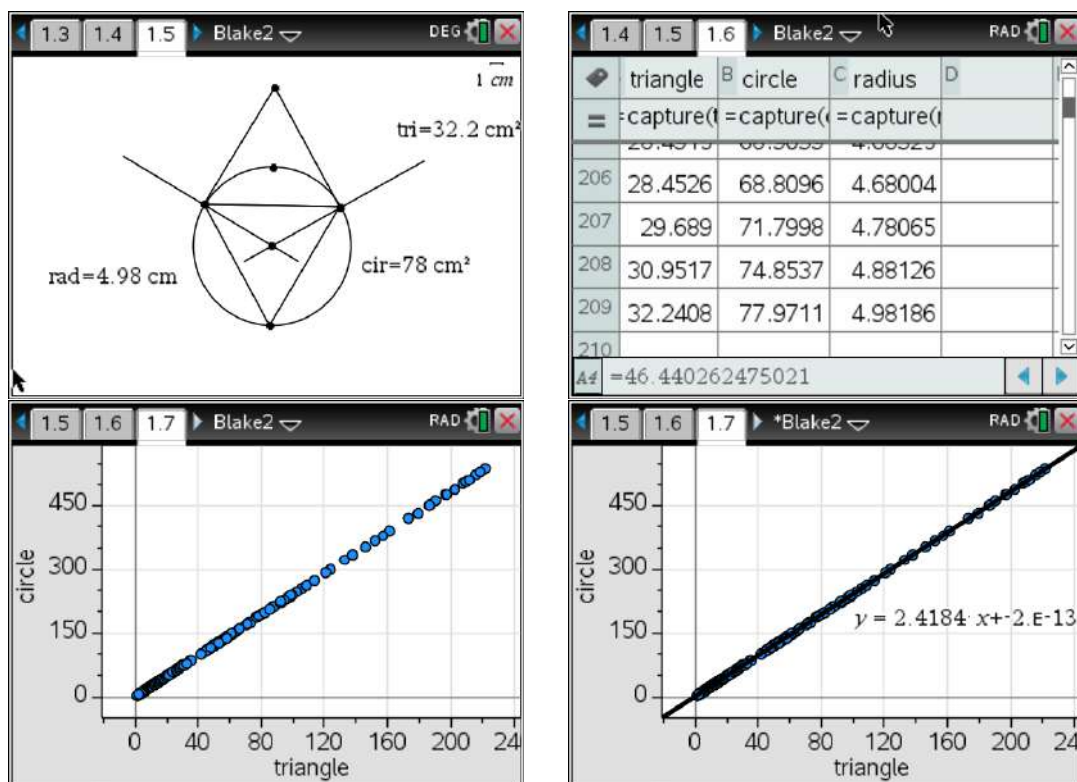 1.3 1.4 1.5 Blake2 DEG
1 cm
tri=32.2 cm²
rad=4.98 cm
cir=78 cm²
1.4 1.5 1.6 Blake2 RAD
triangle B circle C radius D
= =capture(t =capture(c =capture(r
206 28.4526 68.8096 4.68004
207 29.689 71.7998 4.78065
208 30.9517 74.8537 4.88126
209 32.2408 77.9711 4.98186
210
A4 =46.440262475021
1.5 1.6 1.7 Blake2 RAD
450
300
150
0
circle
0 40 80 120 160 200 24
triangle
1.5 1.6 1.7 *Blake2 RAD
450
300
150
0
circle
y = 2.4184· x+-2.E-13
0 40 80 120 160 200 24
triangle